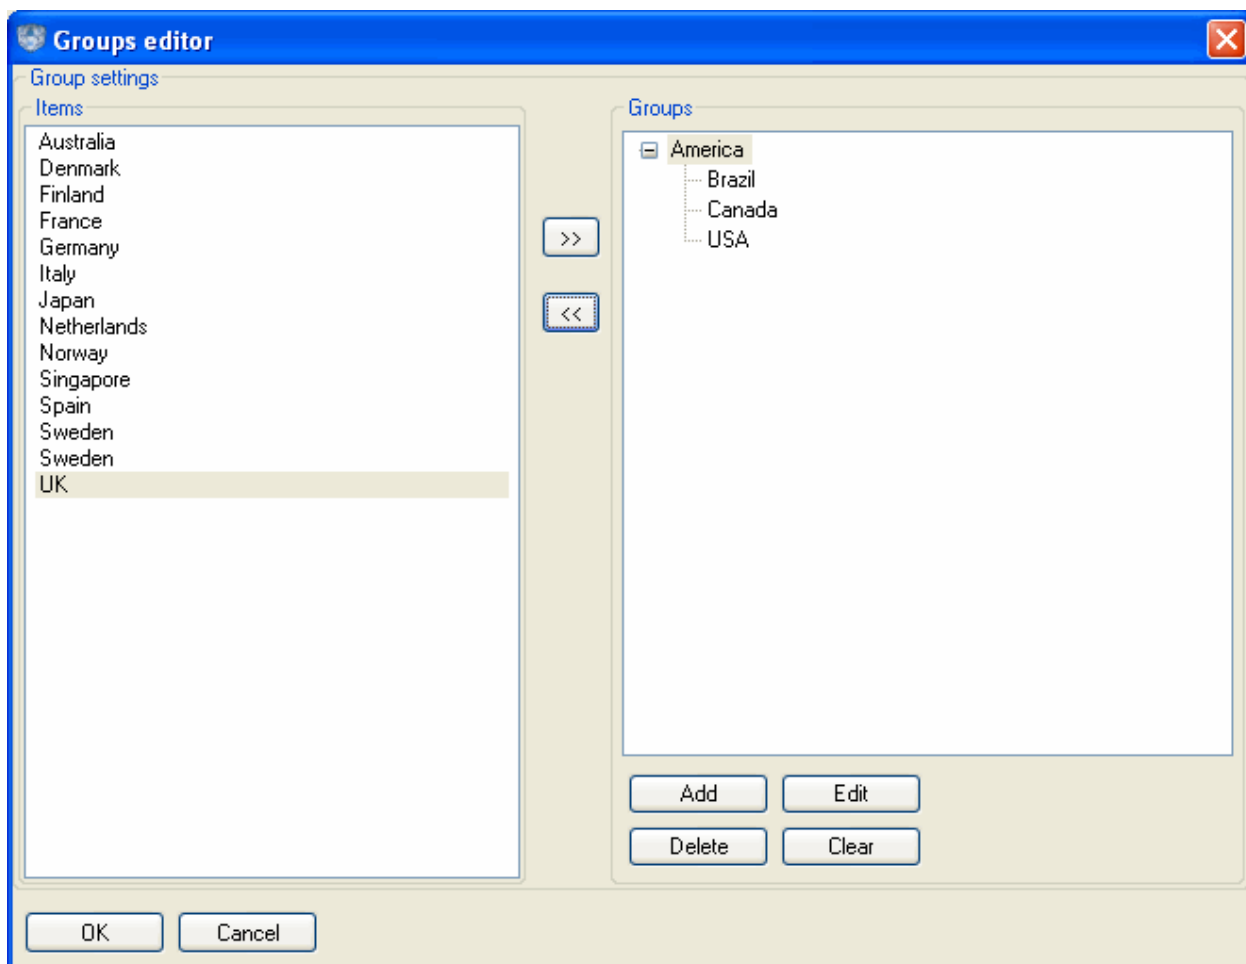 Groups editor
Group settings
Items
Australia
Denmark
Finland
France
Germany
Italy
Japan
Netherlands
Norway
Singapore
Spain
Sweden
Sweden
UK
>>
<<
Groups
America
Brazil
Canada
USA
Add
Edit
Delete
Clear
OK
Cancel